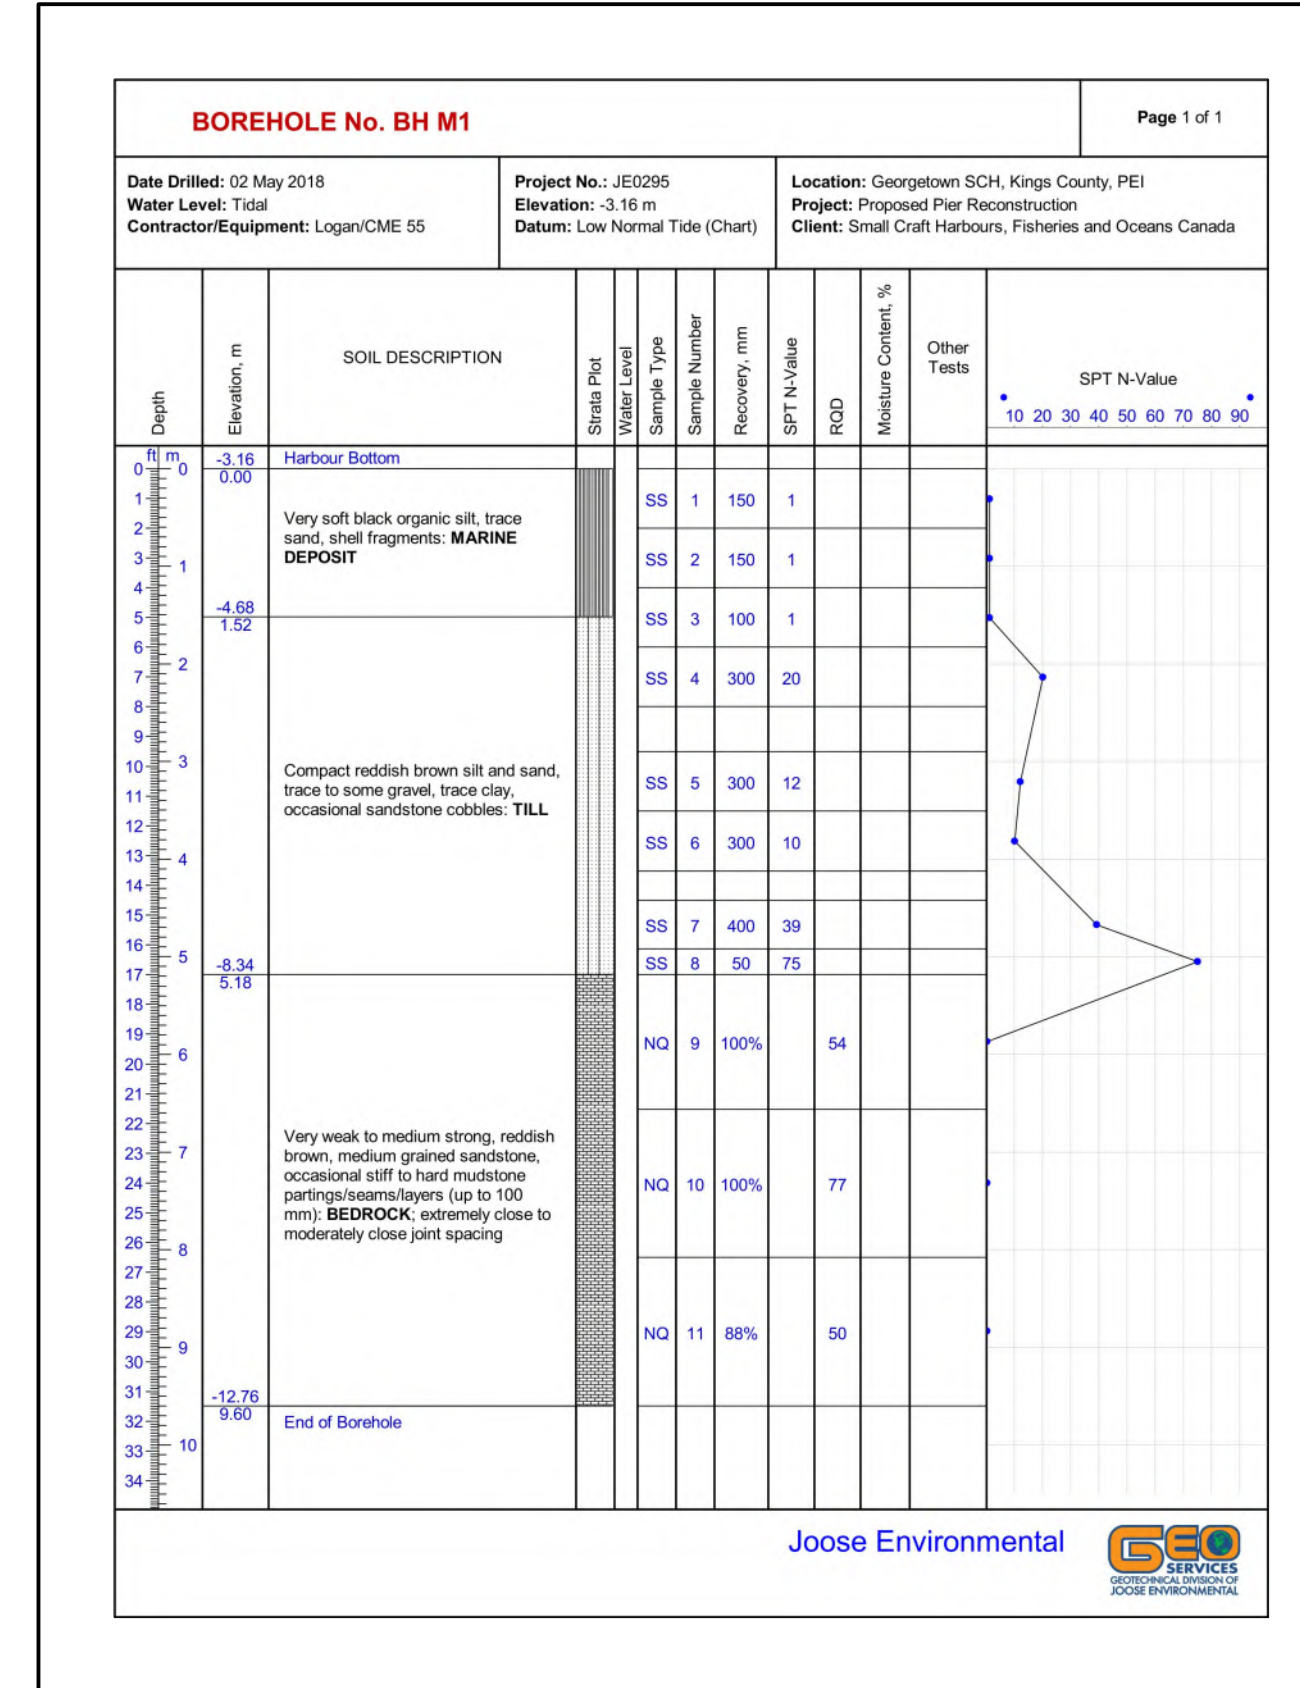 BOREHOLE No. BH M1
Page 1 of 1
Date Drilled: 02 May 2018
Water Level: Tidal
Contractor/Equipment: Logan/CME 55
Project No.: JE0295
Elevation: -3.16 m
Datum: Low Normal Tide (Chart)
Location: Georgetown SCH, Kings County, PEI
Project: Proposed Pier Reconstruction
Client: Small Craft Harbours, Fisheries and Oceans Canada
Depth
Elevation, m
SOIL DESCRIPTION
Strata Plot
Water Level
Sample Type
Sample Number
Recovery, mm
SPT N-Value
RQD
Moisture Content, %
Other
Tests
SPT N-Value
10 20 30 40 50 60 70 80 90
ft m
0 0
1
2
3
1
4
5
6
2
7
8
9
10 3
11
12
13
4
14
15
16
5
17
18
19
6
20
21
22
23 7
24
25
26
8
27
28
29
9
30
31
32
33 10
34
-3.16
0.00
Harbour Bottom
Very soft black organic silt, trace
sand, shell fragments: MARINE
DEPOSIT
-4.68
1.52
Compact reddish brown silt and sand,
trace to some gravel, trace clay,
occasional sandstone cobbles: TILL
-8.34
5.18
Very weak to medium strong, reddish
brown, medium grained sandstone,
occasional stiff to hard mudstone
partings/seams/layers (up to 100
mm): BEDROCK; extremely close to
moderately close joint spacing
-12.76
9.60
End of Borehole
SS 1 150 1
SS 2 150 1
SS 3 100 1
SS 4 300 20
SS 5 300 12
SS 6 300 10
SS 7 400 39
SS 8 50 75
NQ 9 100% 54
NQ 10 100% 77
NQ 11 88% 50
Joose Environmental
GEO
SERVICES
GEOTECHNICAL DIVISION OF
JOOSE ENVIRONMENTAL